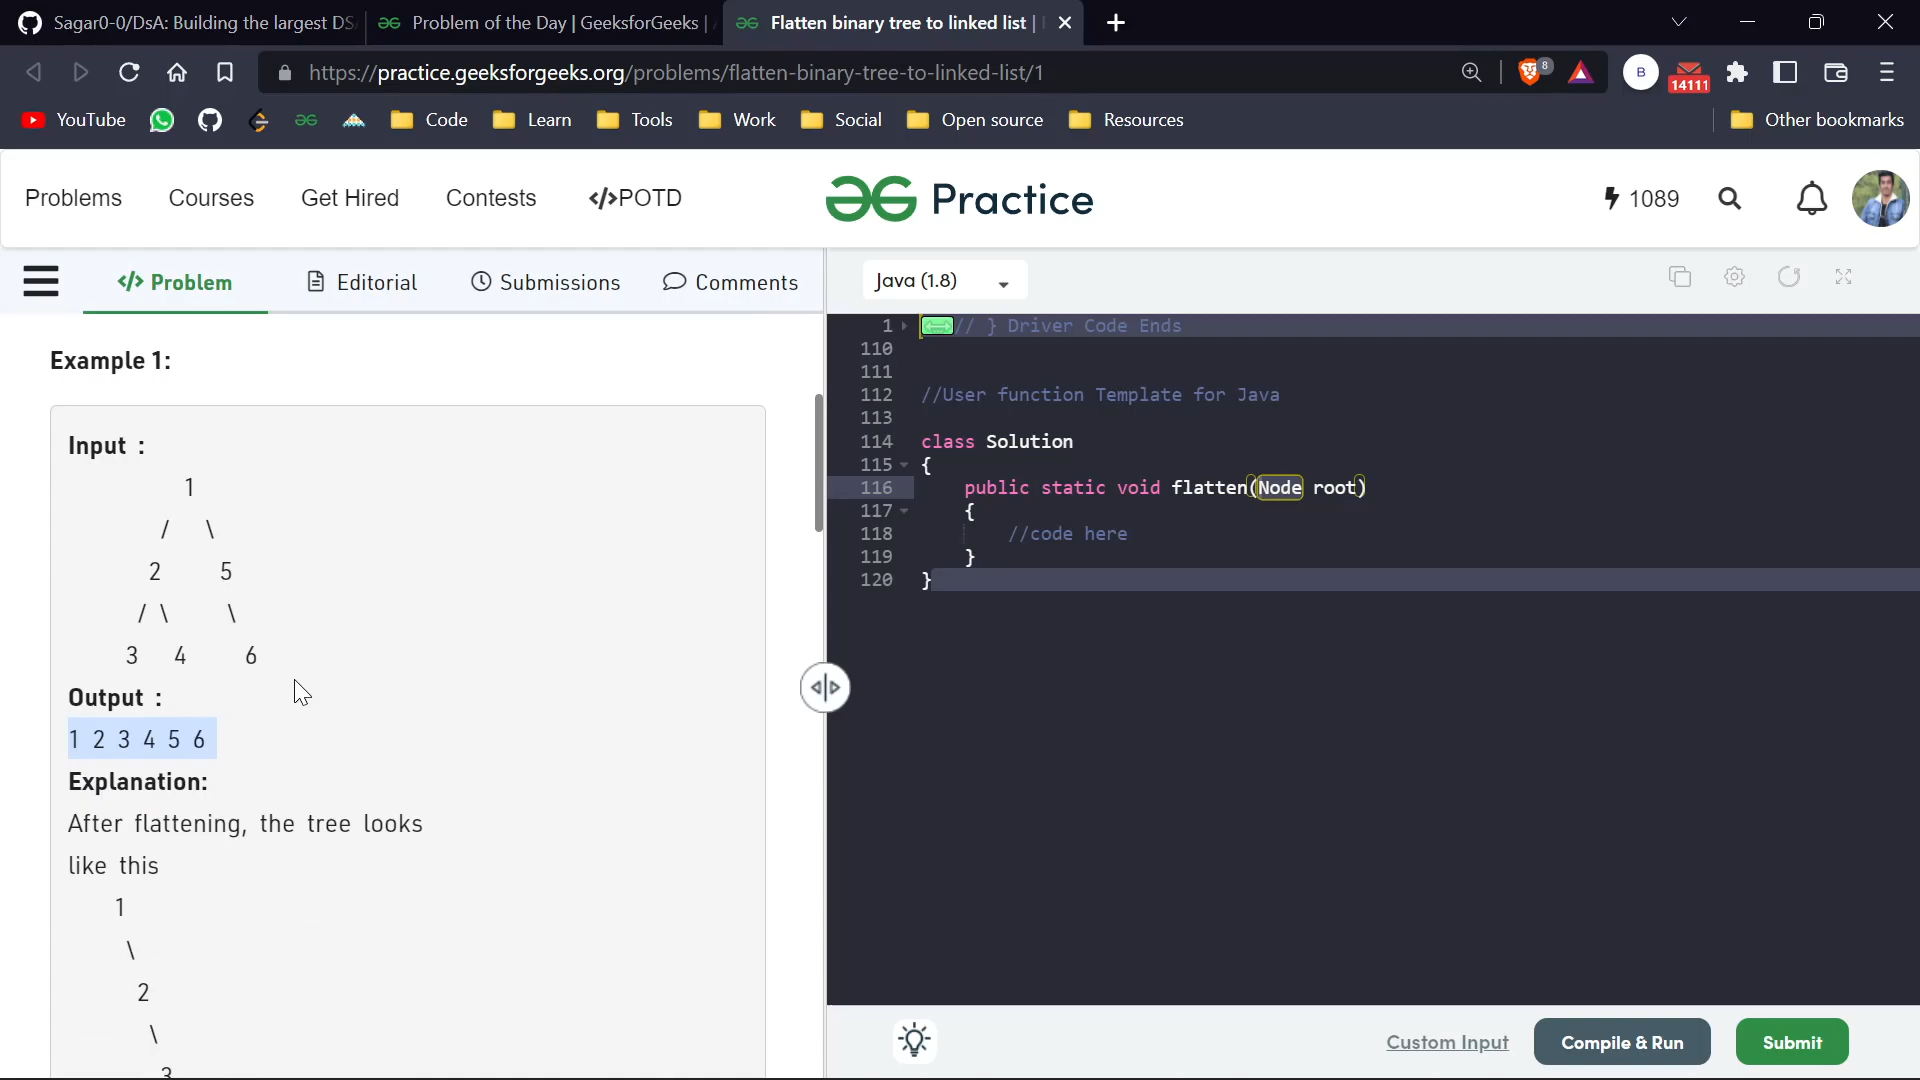 Sagar0-0/DsA: Building the largest DS
Problem of the Day | GeeksforGeeks |
Flatten binary tree to linked list |
https://practice.geeksforgeeks.org/problems/flatten-binary-tree-to-linked-list/1
8
B
14111
YouTube
Code
Learn
Tools
Work
Social
Open source
Resources
Other bookmarks
Problems
Courses
Get Hired
Contests
</>POTD
Practice
1089
</> Problem
Editorial
Submissions
Comments
Example 1:
Input :
1
/ \
2 5
/ \ \
3 4 6
Output :
1 2 3 4 5 6
Explanation:
After flattening, the tree looks
like this
1
\
2
\
3
Java (1.8)
1 // } Driver Code Ends
110
111
112 //User function Template for Java
113
114 class Solution
115 {
116 public static void flatten(Node root)
117 {
118 //code here
119 }
120 }
Custom Input
Compile & Run
Submit